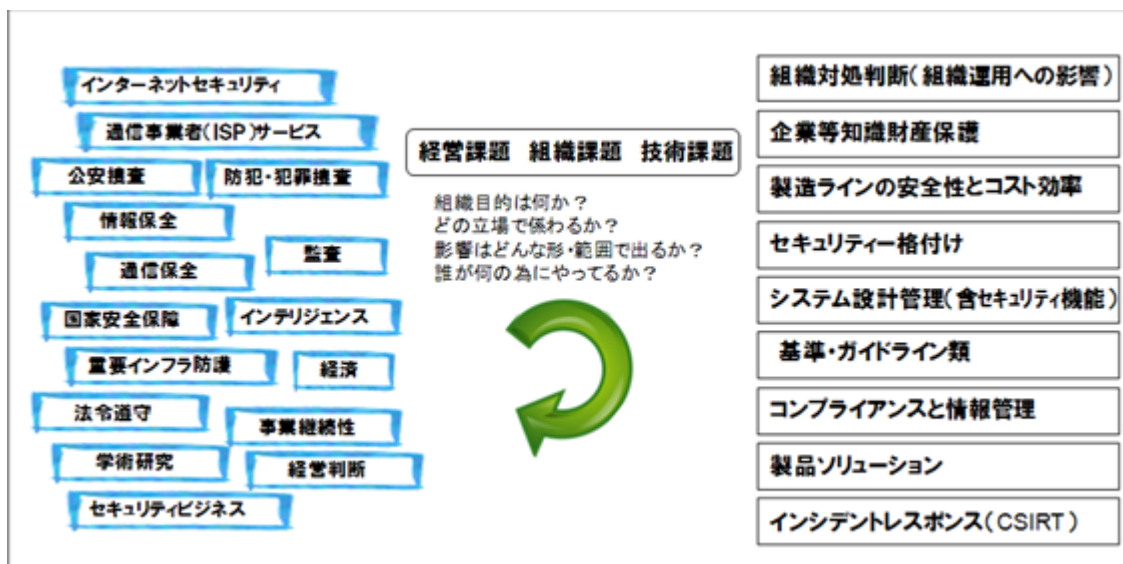 インターネットセキュリティ
通信事業者(ISP)サービス
公安捜査
防犯・犯罪捜査
情報保全
監査
通信保全
国家安全保障
インテリジェンス
重要インフラ防護
経済
法令遵守
事業継続性
学術研究
経営判断
セキュリティビジネス
経営課題 組織課題 技術課題
組織目的は何か?
どの立場で係わるか?
影響はどんな形・範囲で出るか?
誰が何の為にやってるか?
組織対処判断(組織運用への影響)
企業等知識財産保護
製造ラインの安全性とコスト効率
セキュリティー格付け
システム設計管理(含セキュリティ機能)
基準・ガイドライン類
コンプライアンスと情報管理
製品ソリューション
インシデントレスポンス(CSIRT)